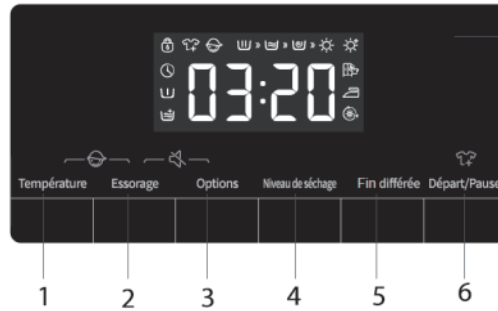 03:20
Température Essorage Options Niveau de séchage Fin différée Départ/Pause
1 2 3 4 5 6